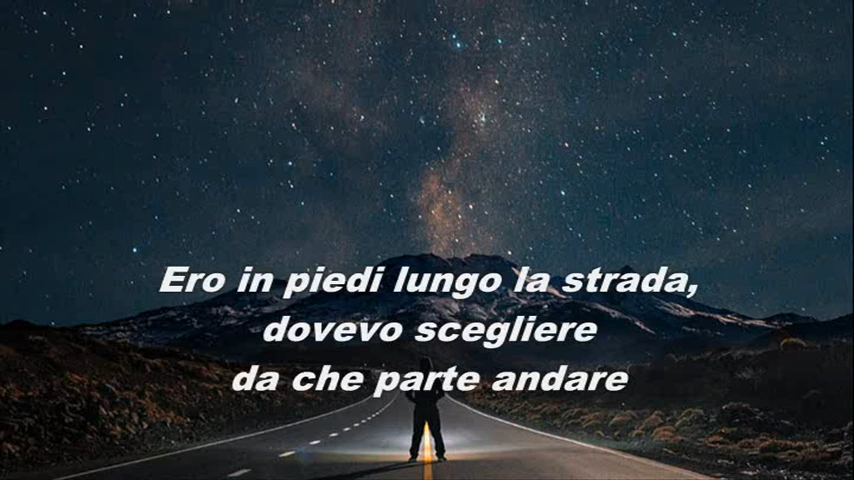 Ero in piedi lungo la strada,
dovevo scegliere
da che parte andare